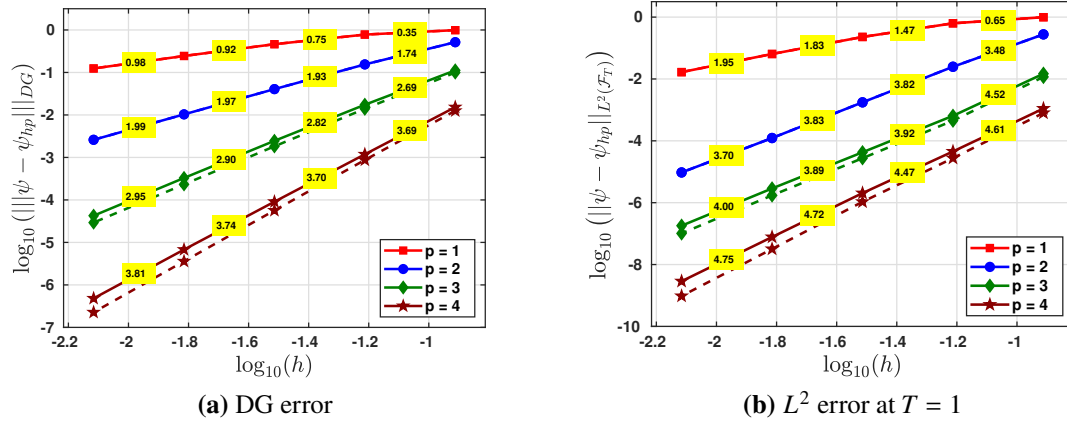 0
-1
-2
-3
-4
-5
-6
-7
log₁₀ (|||ψ − ψₕₚ|||_DG)
0.98
0.92
0.75
0.35
1.99
1.97
1.93
1.74
2.95
2.90
2.82
2.69
3.81
3.74
3.70
3.69
p = 1
p = 2
p = 3
p = 4
-2.2 -2 -1.8 -1.6 -1.4 -1.2 -1
log₁₀(h)
(a) DG error
0
-2
-4
-6
-8
-10
log₁₀ (||ψ − ψₕₚ||_L²(𝓕_T))
1.95
1.83
1.47
0.65
3.70
3.83
3.82
3.48
4.00
3.89
3.92
4.52
4.75
4.72
4.47
4.61
p = 1
p = 2
p = 3
p = 4
-2.2 -2 -1.8 -1.6 -1.4 -1.2 -1
log₁₀(h)
(b) L² error at T = 1